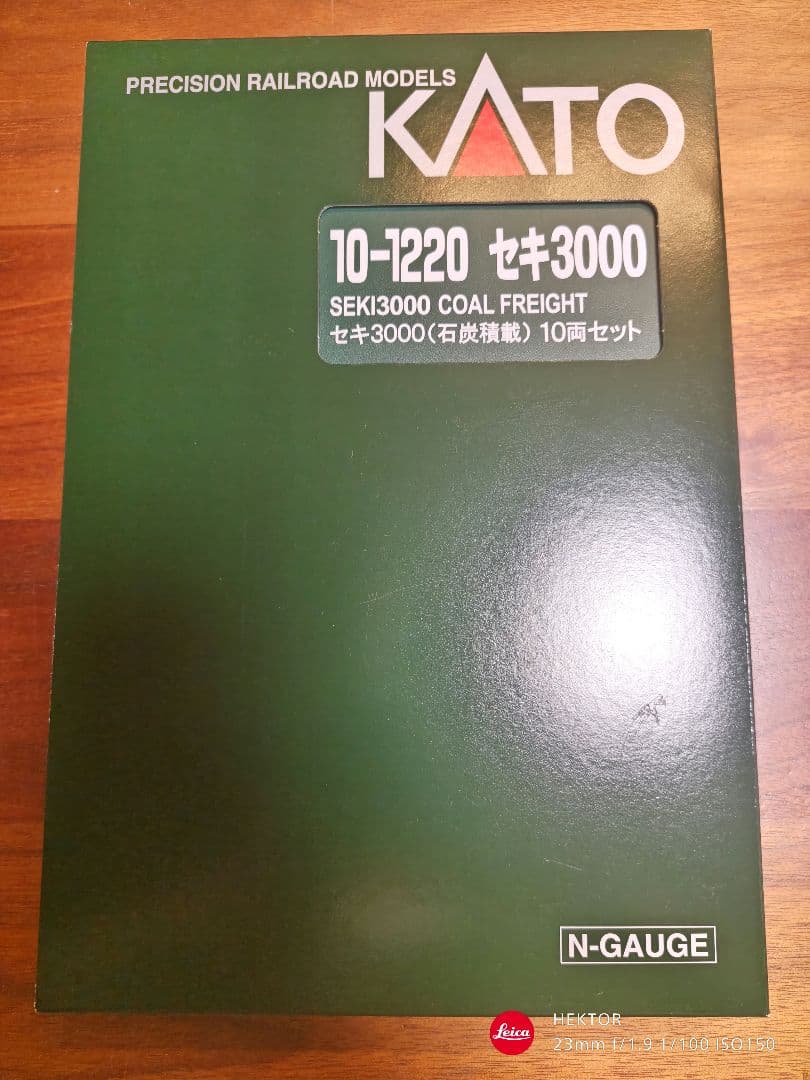 PRECISION RAILROAD MODELS
KATO
10-1220 セキ3000
SEKI3000 COAL FREIGHT
セキ3000(石炭積載) 10両セット
N-GAUGE
Leica
HEKTOR
23mm f/1.9 1/100 ISO150